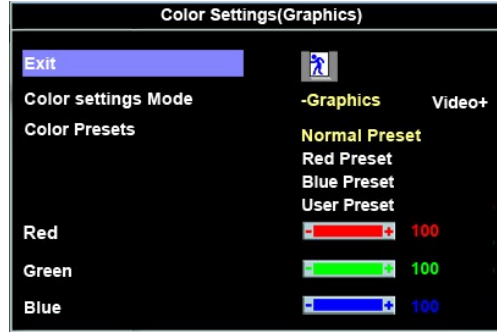 Color Settings(Graphics)
Exit
Color settings Mode -Graphics Video+
Color Presets Normal Preset
Red Preset
Blue Preset
User Preset
Red - + 100
Green - + 100
Blue - + 100